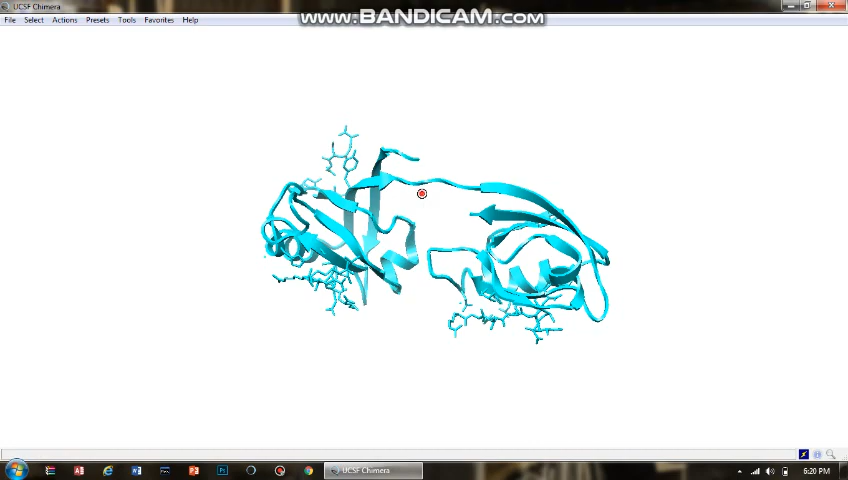 UCSF Chimera
www.BANDICAM.com
File Select Actions Presets Tools Favorites Help
UCSF Chimera
6:20 PM